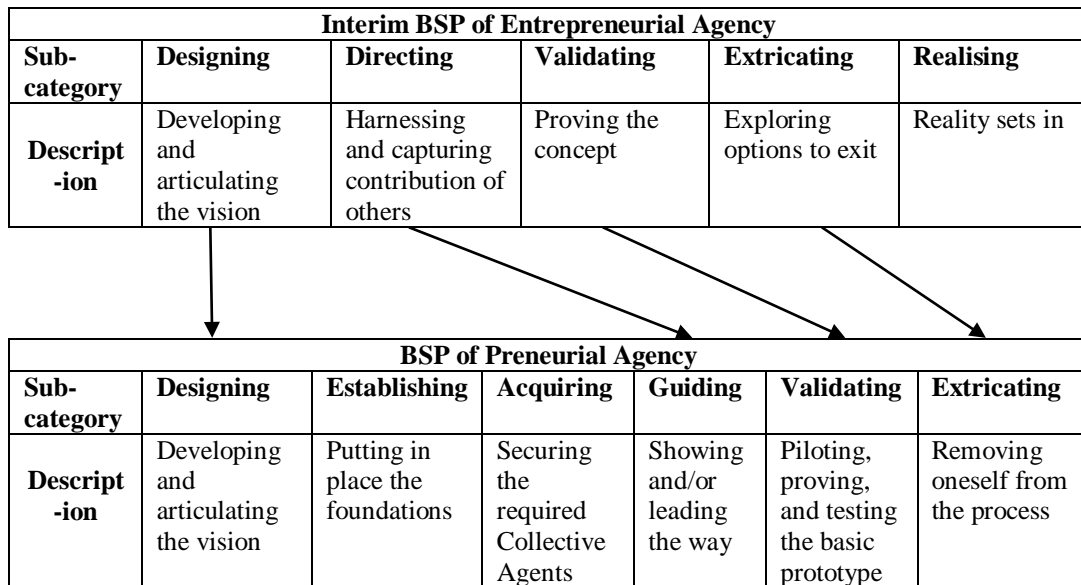 Interim BSP of Entrepreneurial Agency
Sub-category Designing Directing Validating Extricating Realising
Descript-ion
Developing and articulating the vision
Harnessing and capturing contribution of others
Proving the concept
Exploring options to exit
Reality sets in
BSP of Preneurial Agency
Sub-category Designing Establishing Acquiring Guiding Validating Extricating
Descript-ion
Developing and articulating the vision
Putting in place the foundations
Securing the required Collective Agents
Showing and/or leading the way
Piloting, proving, and testing the basic prototype
Removing oneself from the process